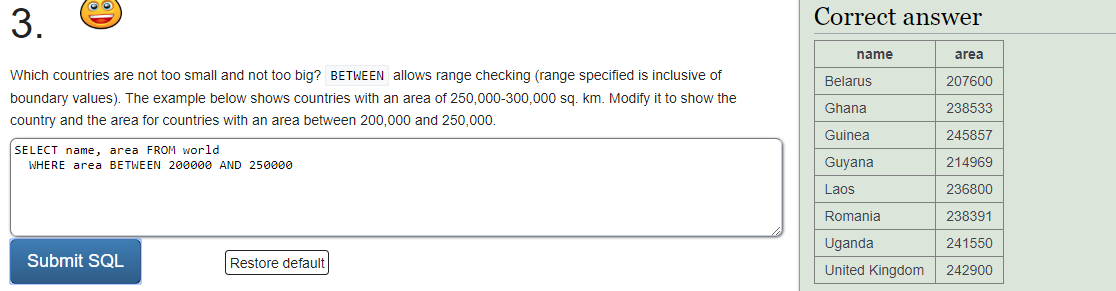 3.
Which countries are not too small and not too big? BETWEEN allows range checking (range specified is inclusive of
boundary values). The example below shows countries with an area of 250,000-300,000 sq. km. Modify it to show the
country and the area for countries with an area between 200,000 and 250,000.
SELECT name, area FROM world
WHERE area BETWEEN 200000 AND 250000
Submit SQL
Restore default
Correct answer
name area
Belarus 207600
Ghana 238533
Guinea 245857
Guyana 214969
Laos 236800
Romania 238391
Uganda 241550
United Kingdom 242900